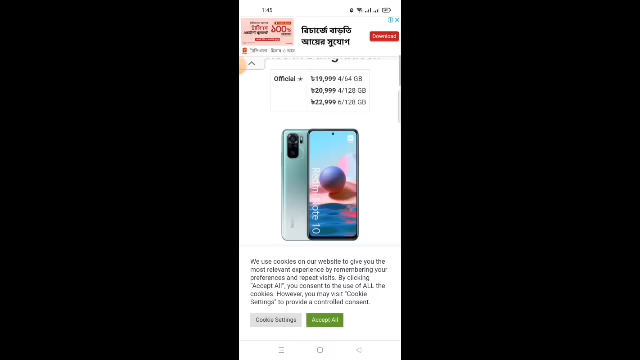 1:45
রিচার্জে বাড়তি
আয়ের সুযোগ
Download
১০০%
Official ★
৳19,999 4/64 GB
৳20,999 4/128 GB
৳22,999 6/128 GB
Redmi Note 10
We use cookies on our website to give you the
most relevant experience by remembering your
preferences and repeat visits. By clicking
"Accept All", you consent to the use of ALL the
cookies. However, you may visit "Cookie
Settings" to provide a controlled consent.
Cookie Settings
Accept All